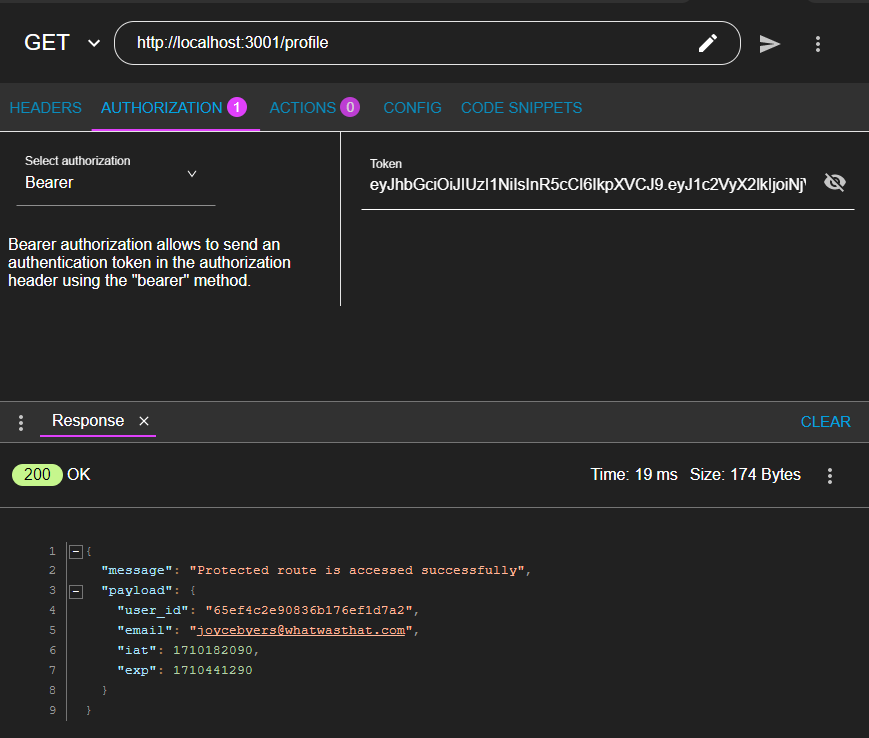 GET http://localhost:3001/profile
HEADERS AUTHORIZATION 1 ACTIONS 0 CONFIG CODE SNIPPETS
Select authorization
Bearer
Token
eyJhbGciOiJIUzI1NiIsInR5cCI6IkpXVCJ9.eyJ1c2VyX2lkIjoiNjV
Bearer authorization allows to send an
authentication token in the authorization
header using the "bearer" method.
Response CLEAR
200 OK Time: 19 ms Size: 174 Bytes
1 {
2 "message": "Protected route is accessed successfully",
3 "payload": {
4 "user_id": "65ef4c2e90836b176ef1d7a2",
5 "email": "joycebyers@whatwasthat.com",
6 "iat": 1710182090,
7 "exp": 1710441290
8 }
9 }